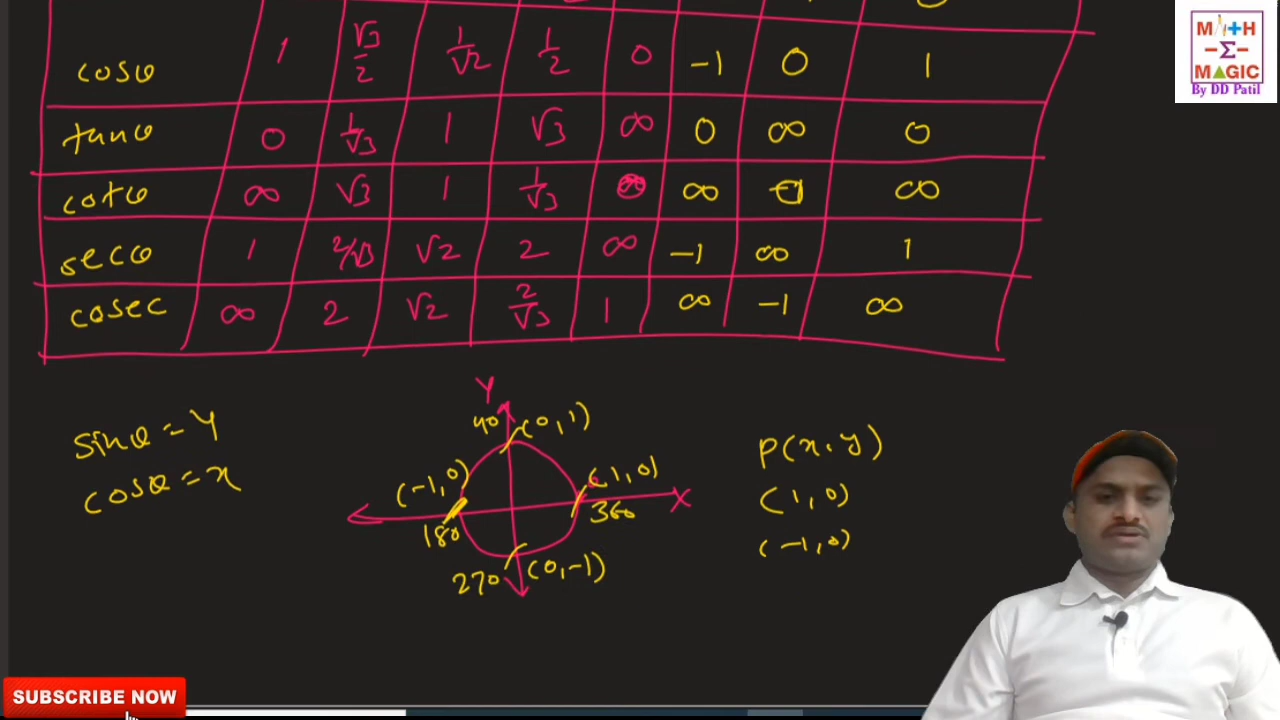 cosθ 1 √3/2 1/√2 1/2 0 -1 0 1
tanθ 0 1/√3 1 √3 ∞ 0 ∞ 0
cotθ ∞ √3 1 1/√3 ∞ 0 ∞
secθ 1 2/√3 √2 2 ∞ -1 ∞ 1
cosec ∞ 2 √2 2/√3 1 ∞ -1 ∞
M1+H
-Σ-
MAGIC
By DD Patil
sinθ = Y
cosθ = x
Y
90 (0,1)
(-1,0) (1,0)
180 360 X
270 (0,-1)
P(x,y)
(1,0)
(-1,0)
SUBSCRIBE NOW